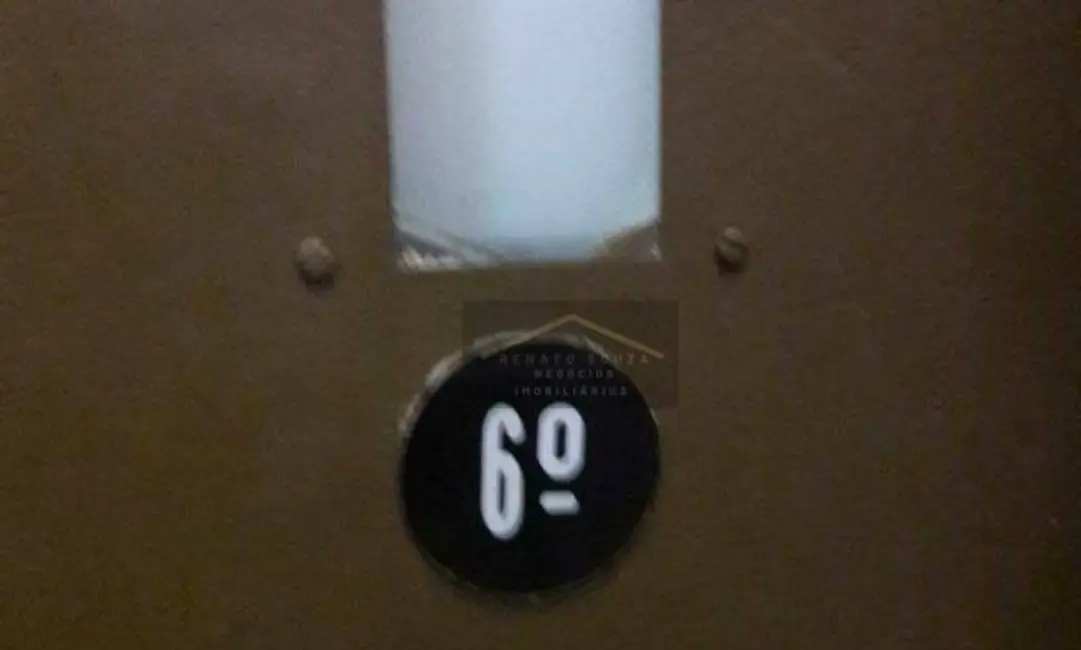 RENATO SOUZA
NEGÓCIOS
IMOBILIÁRIOS
6º